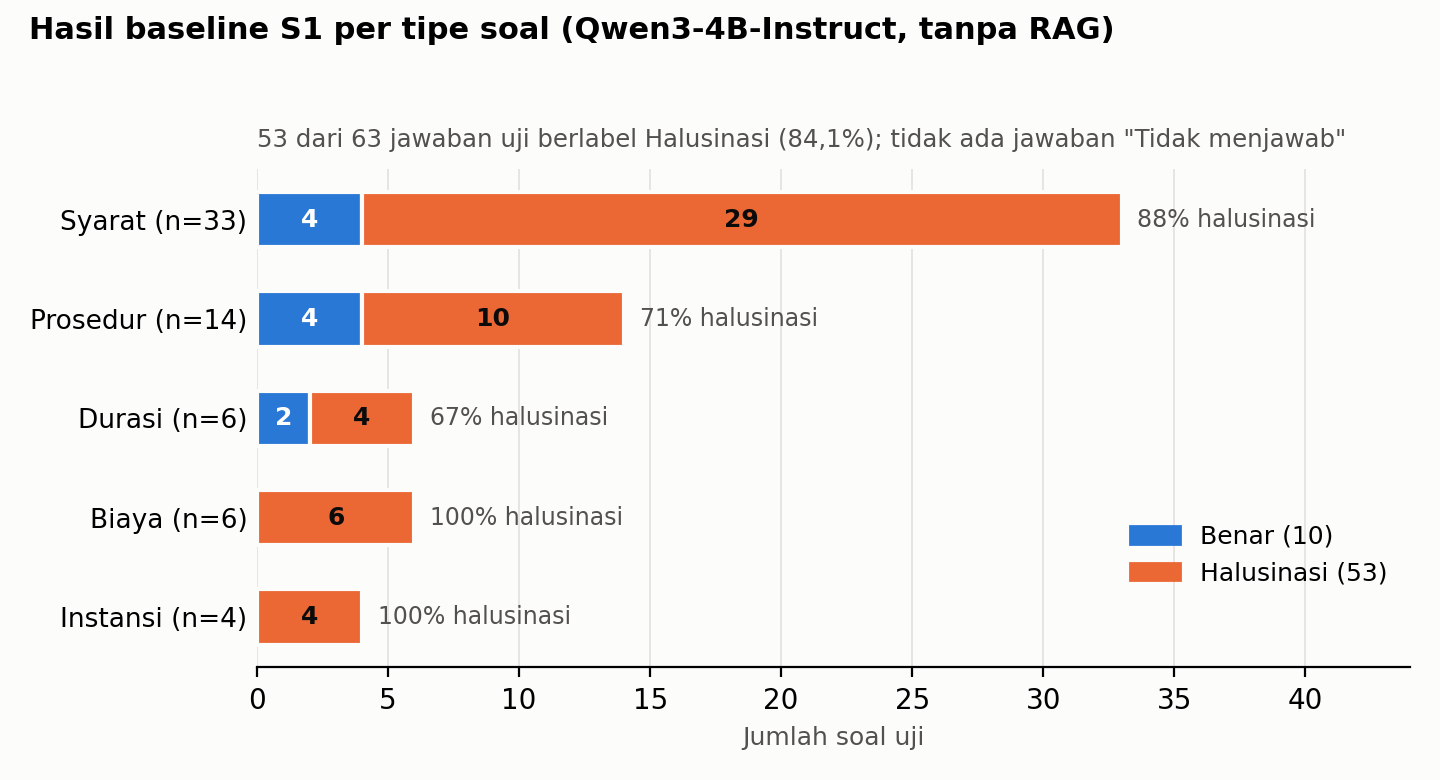 Hasil baseline S1 per tipe soal (Qwen3-4B-Instruct, tanpa RAG)
53 dari 63 jawaban uji berlabel Halusinasi (84,1%); tidak ada jawaban "Tidak menjawab"
Syarat (n=33) 4 29 88% halusinasi
Prosedur (n=14) 4 10 71% halusinasi
Durasi (n=6) 2 4 67% halusinasi
Biaya (n=6) 6 100% halusinasi
Benar (10)
Halusinasi (53)
Instansi (n=4) 4 100% halusinasi
0 5 10 15 20 25 30 35 40
Jumlah soal uji